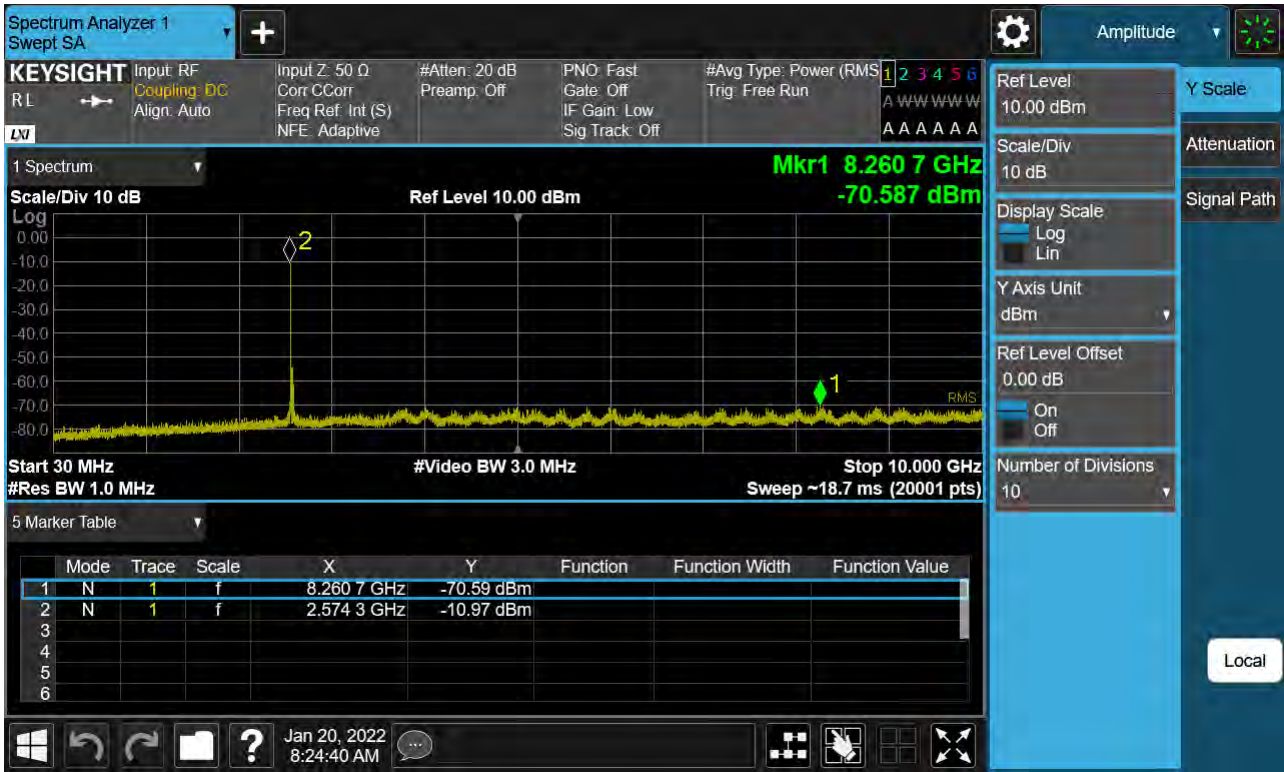 Spectrum Analyzer 1
Swept SA
+
Amplitude
KEYSIGHT
RL
LXI
Input: RF
Coupling: DC
Align: Auto
Input Z: 50 Ω
Corr CCorr
Freq Ref: Int (S)
NFE: Adaptive
#Atten: 20 dB
Preamp: Off
PNO: Fast
Gate: Off
IF Gain: Low
Sig Track: Off
#Avg Type: Power (RMS
Trig: Free Run
1 2 3 4 5 6
A W W W W W
A A A A A A
1 Spectrum
Mkr1 8.260 7 GHz
Scale/Div 10 dB
Ref Level 10.00 dBm
-70.587 dBm
Log
0.00
-10.0
-20.0
-30.0
-40.0
-50.0
-60.0
-70.0
-80.0
2
1
RMS
Start 30 MHz
#Video BW 3.0 MHz
Stop 10.000 GHz
#Res BW 1.0 MHz
Sweep ~18.7 ms (20001 pts)
5 Marker Table
Mode Trace Scale X Y Function Function Width Function Value
1 N 1 f 8.260 7 GHz -70.59 dBm
2 N 1 f 2.574 3 GHz -10.97 dBm
3
4
5
6
Ref Level
10.00 dBm
Scale/Div
10 dB
Display Scale
Log
Lin
Y Axis Unit
dBm
Ref Level Offset
0.00 dB
On
Off
Number of Divisions
10
Y Scale
Attenuation
Signal Path
Local
?
Jan 20, 2022
8:24:40 AM